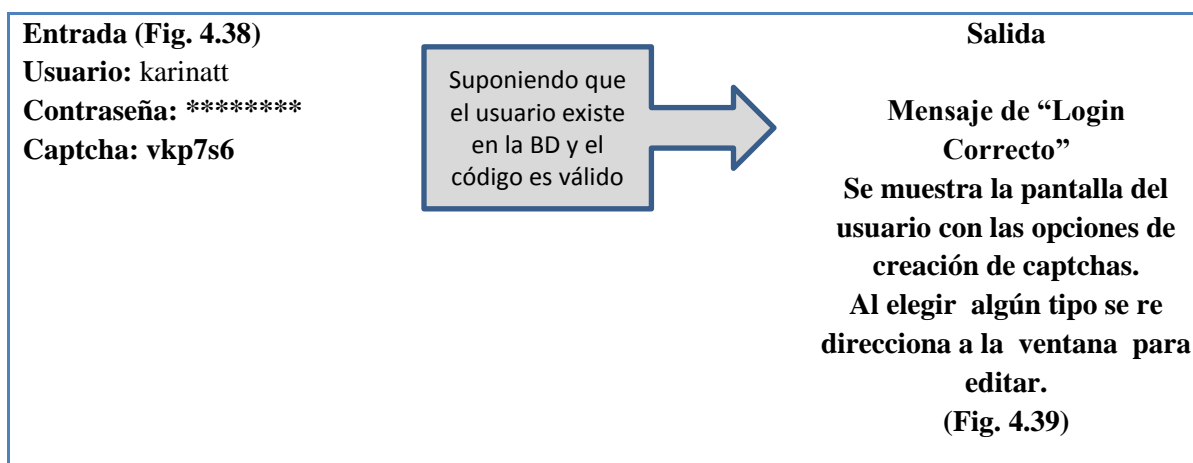 Entrada (Fig. 4.38)
Usuario: karinatt
Contraseña: ********
Captcha: vkp7s6
Suponiendo que
el usuario existe
en la BD y el
código es válido
Salida
Mensaje de “Login
Correcto”
Se muestra la pantalla del
usuario con las opciones de
creación de captchas.
Al elegir algún tipo se re
direcciona a la ventana para
editar.
(Fig. 4.39)